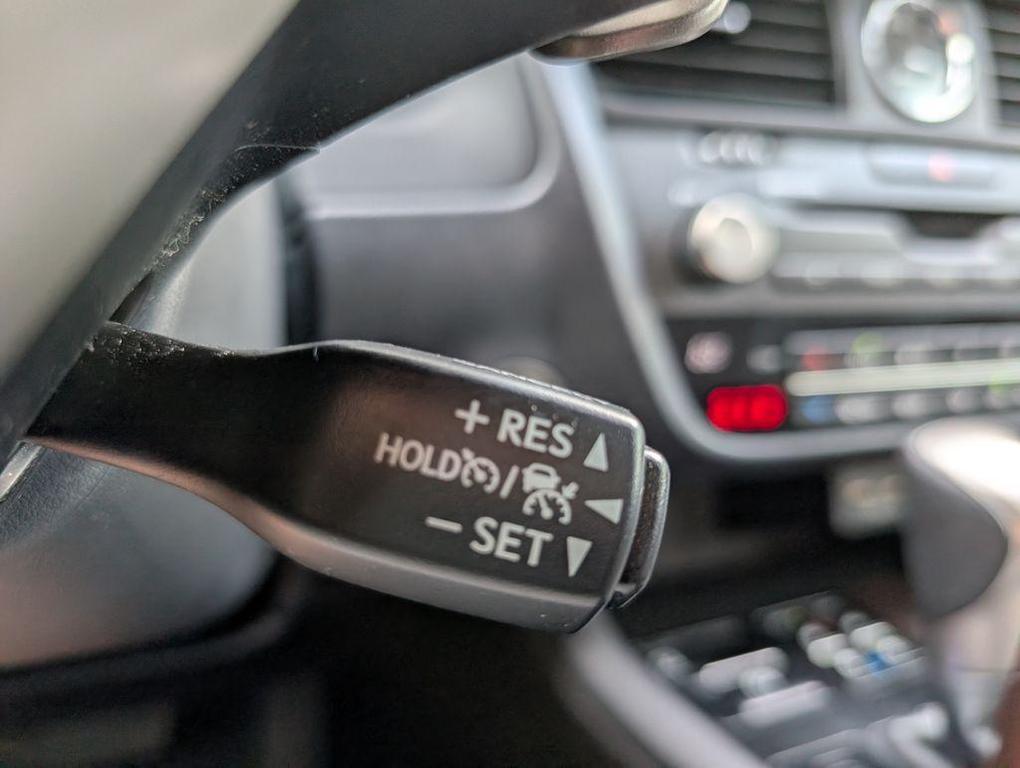 + RES
HOLD /
− SET